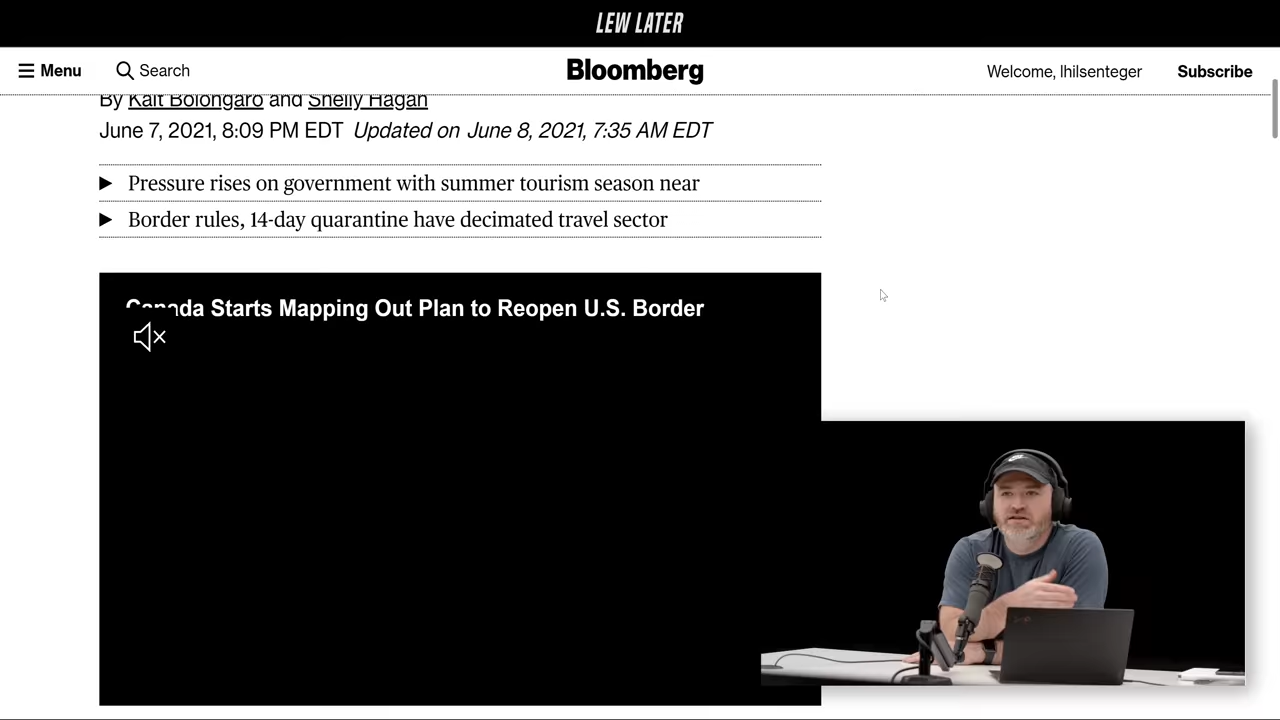 LEW LATER
Menu
Search
Bloomberg
Welcome, lhilsenteger
Subscribe
By Kait Bolongaro and Shelly Hagan
June 7, 2021, 8:09 PM EDT Updated on June 8, 2021, 7:35 AM EDT
Pressure rises on government with summer tourism season near
Border rules, 14-day quarantine have decimated travel sector
Canada Starts Mapping Out Plan to Reopen U.S. Border